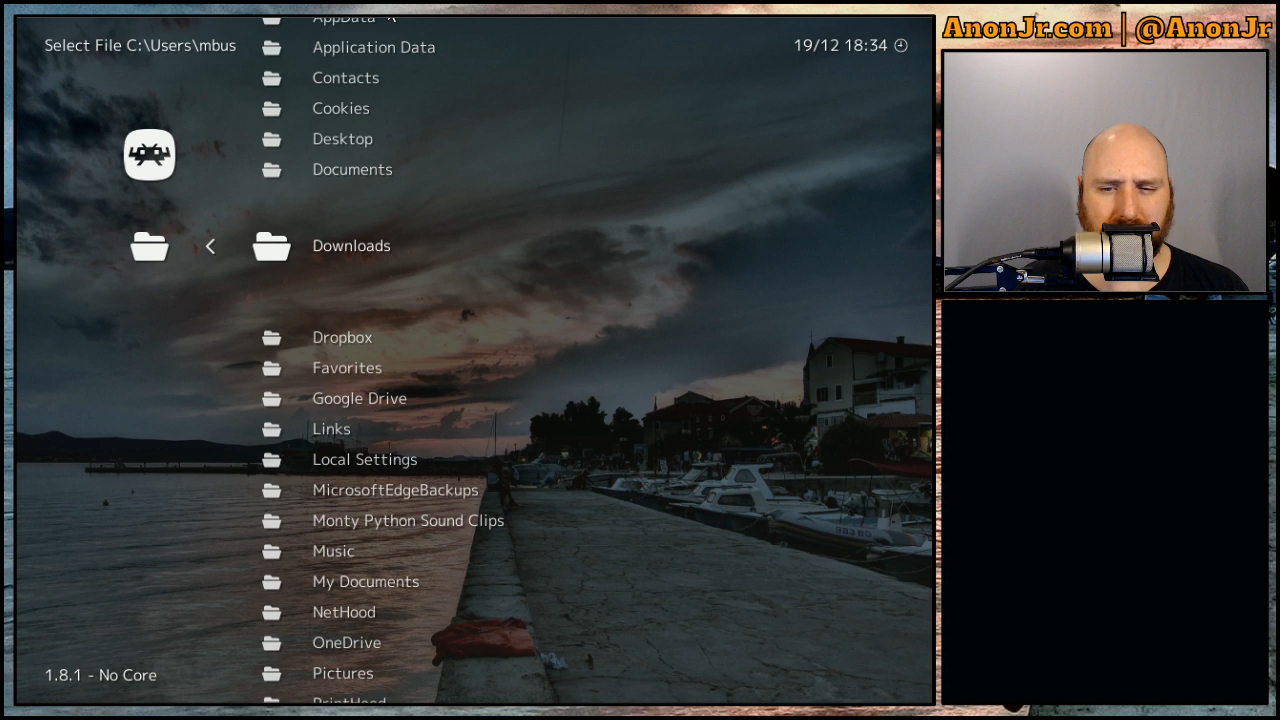 AppData
Select File C:\Users\mbus
Application Data
19/12 18:34
Contacts
Cookies
Desktop
Documents
Downloads
Dropbox
Favorites
Google Drive
Links
Local Settings
MicrosoftEdgeBackups
Monty Python Sound Clips
Music
My Documents
NetHood
OneDrive
Pictures
PrintHood
1.8.1 - No Core
AnonJr.com | @AnonJr